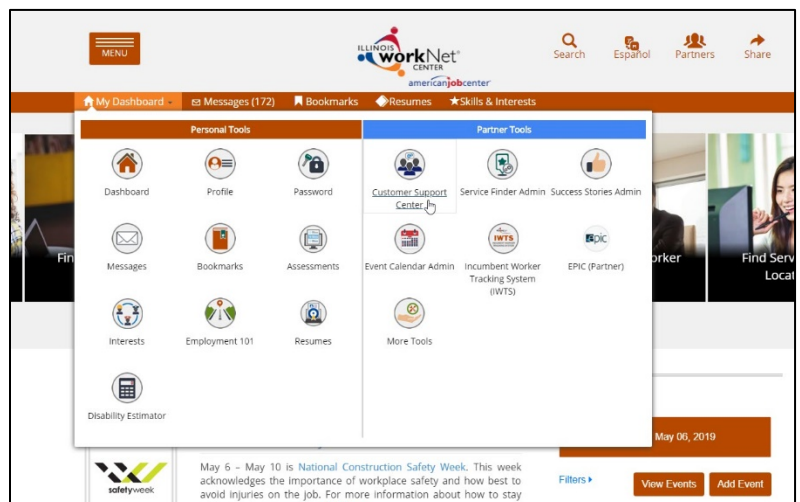 MENU
ILLINOIS
workNet®
CENTER
americanjobcenter
Search
Español
Partners
Share
My Dashboard
Messages (172)
Bookmarks
Resumes
Skills & Interests
Personal Tools
Partner Tools
Dashboard
Profile
Password
Customer Support
Center
Service Finder Admin
Success Stories Admin
Messages
Bookmarks
Assessments
Event Calendar Admin
IWTS
Incumbent Worker
Tracking System
(IWTS)
Epic
EPIC (Partner)
Interests
Employment 101
Resumes
More Tools
Disability Estimator
Fin
orker
Find Serv
Locat
May 06, 2019
safetyweek
May 6 – May 10 is National Construction Safety Week. This week
acknowledges the importance of workplace safety and how best to
avoid injuries on the job. For more information about how to stay
Filters
View Events
Add Event